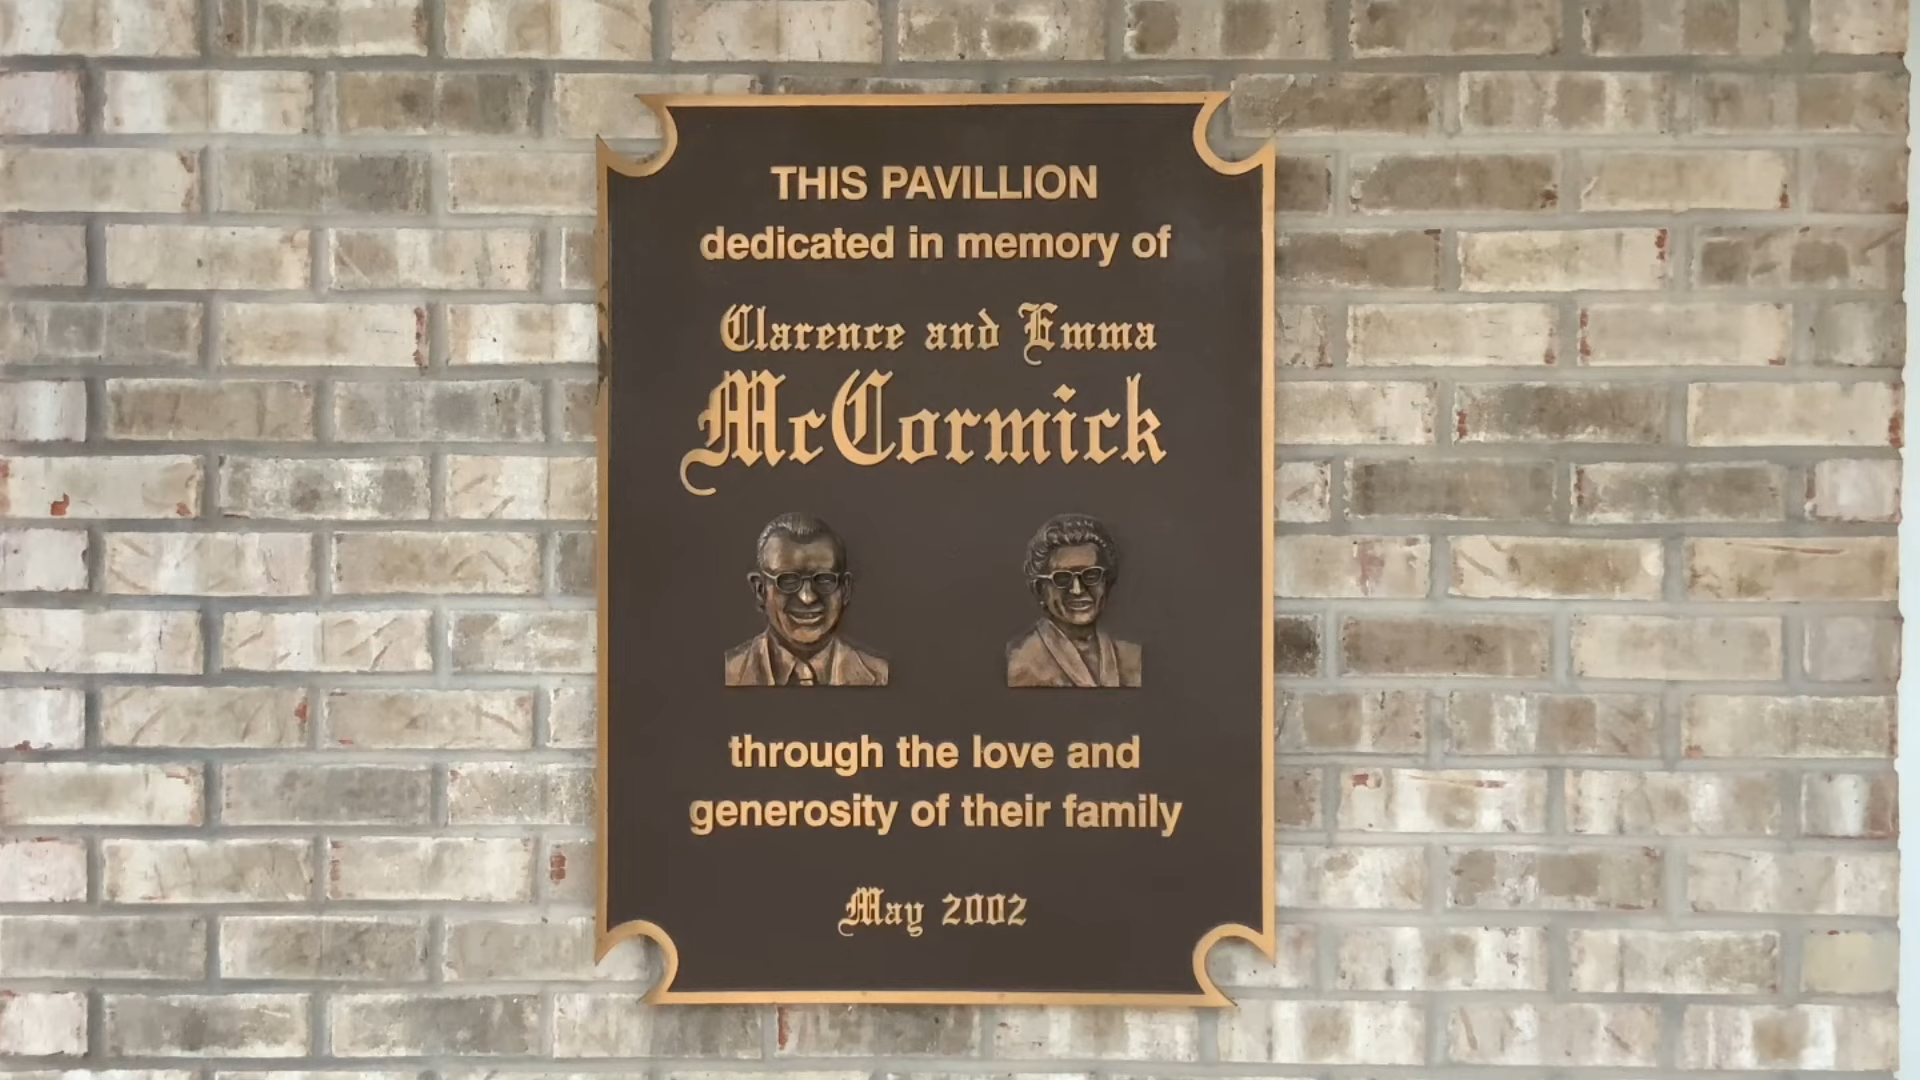 THIS PAVILLION
dedicated in memory of
Clarence and Emma
McCormick
through the love and
generosity of their family
May 2002